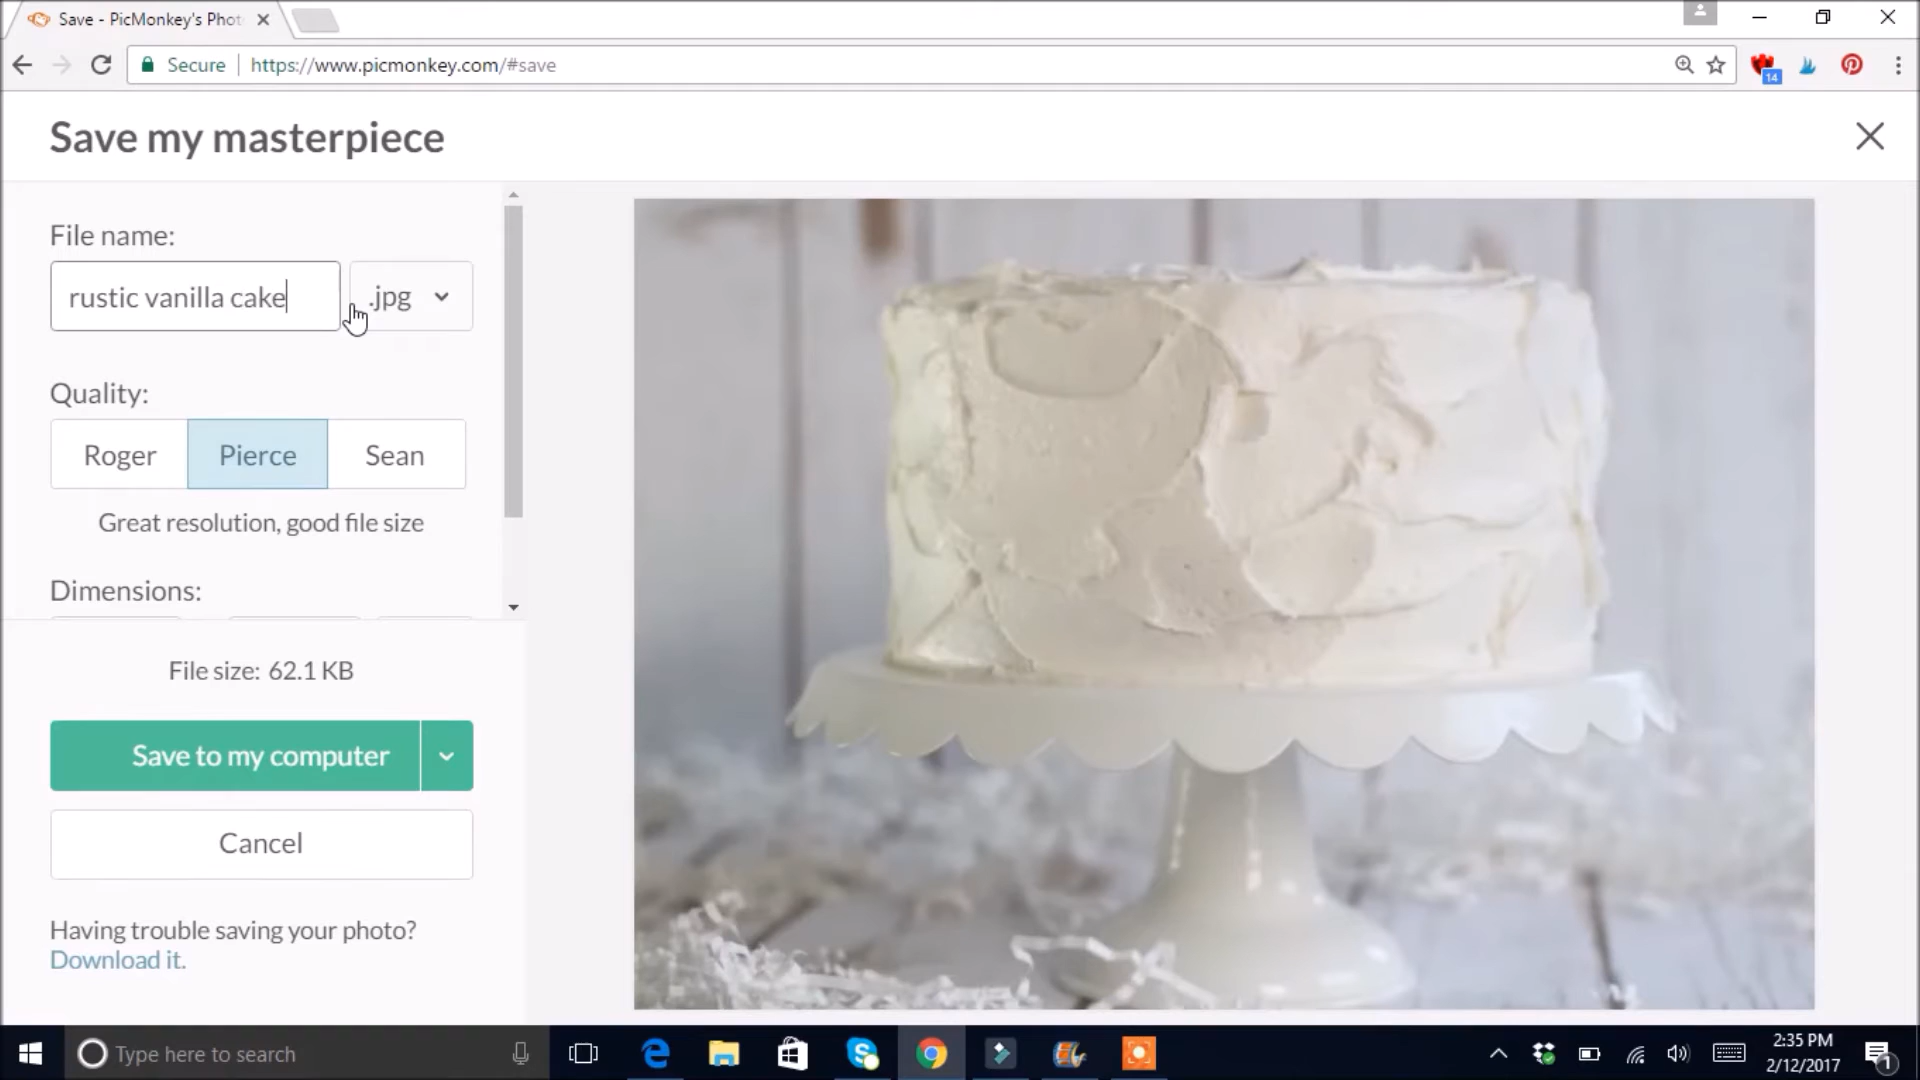 Save - PicMonkey's Phot
Secure
https://www.picmonkey.com/#save
14
Save my masterpiece
File name:
rustic vanilla cake
.jpg
Quality:
Roger
Pierce
Sean
Great resolution, good file size
Dimensions:
File size: 62.1 KB
Save to my computer
Cancel
Having trouble saving your photo?
Download it.
Type here to search
2:35 PM
2/12/2017
1